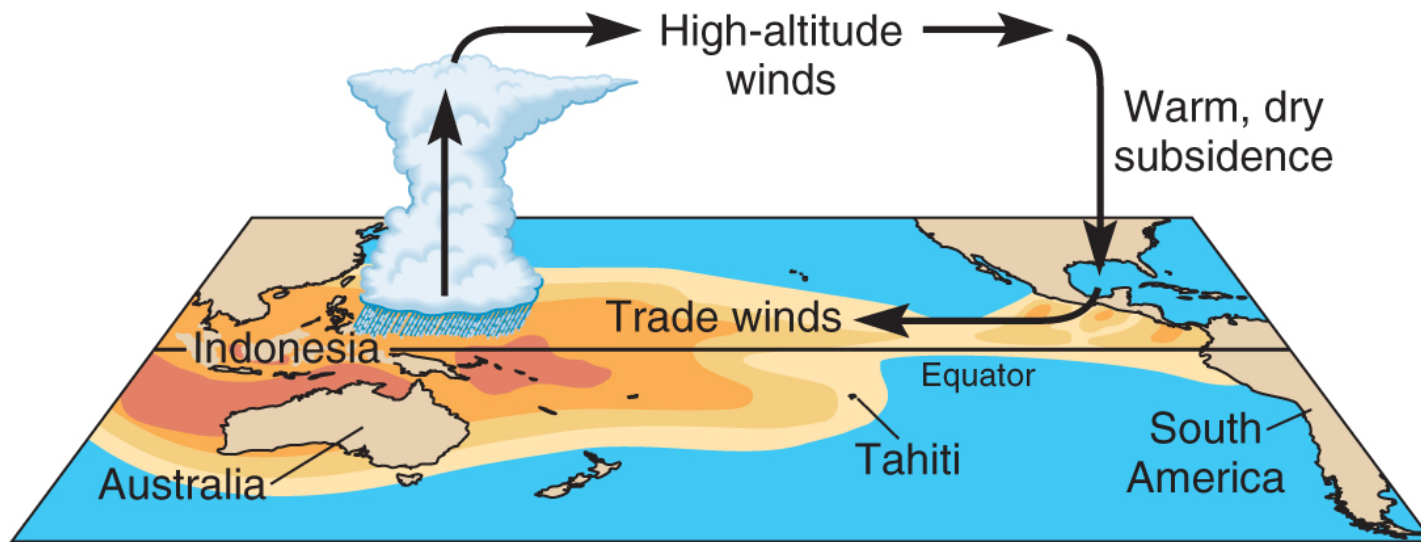 High-altitude
winds
Warm, dry
subsidence
Trade winds
Indonesia
Equator
Tahiti
South
America
Australia